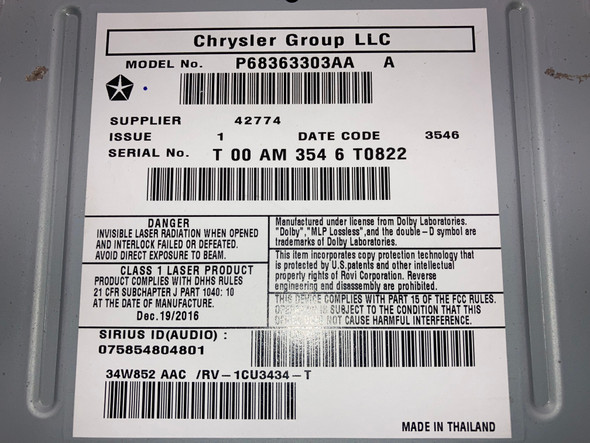 Chrysler Group LLC
MODEL No. P68363303AA A
SUPPLIER 42774
ISSUE 1 DATE CODE 3546
SERIAL No. T 00 AM 354 6 T0822
DANGER
INVISIBLE LASER RADIATION WHEN OPENED
AND INTERLOCK FAILED OR DEFEATED.
AVOID DIRECT EXPOSURE TO BEAM.
CLASS 1 LASER PRODUCT
PRODUCT COMPLIES WITH DHHS RULES
21 CFR SUBCHAPTER J PART 1040: 10
AT THE DATE OF MANUFACTURE.
Dec.19/2016
Manufactured under license from Dolby Laboratories.
"Dolby","MLP Lossless",and the double-D symbol are
trademarks of Dolby Laboratories.
This item incorporates copy protection technology that
is protected by U.S.patents and other intellectual
property rights of Rovi Corporation. Reverse
engineering and disassembly are prohibited.
THIS DEVICE COMPLIES WITH PART 15 OF THE FCC RULES.
IS SUBJECT TO THE CONDITION THAT THIS
NOT CAUSE HARMFUL INTERFERENCE.
SIRIUS ID(AUDIO) :
075854804801
34W852 AAC /RV-1CU3434-T
MADE IN THAILAND